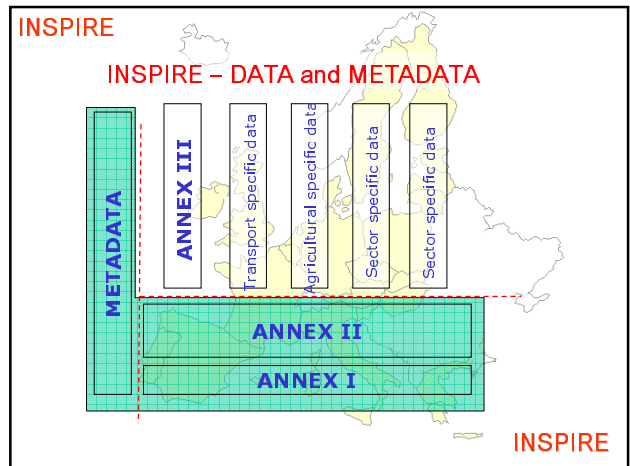 INSPIRE
INSPIRE – DATA and METADATA
METADATA
ANNEX III
Transport specific data
Agricultural specific data
Sector specific data
Sector specific data
ANNEX II
ANNEX I
INSPIRE